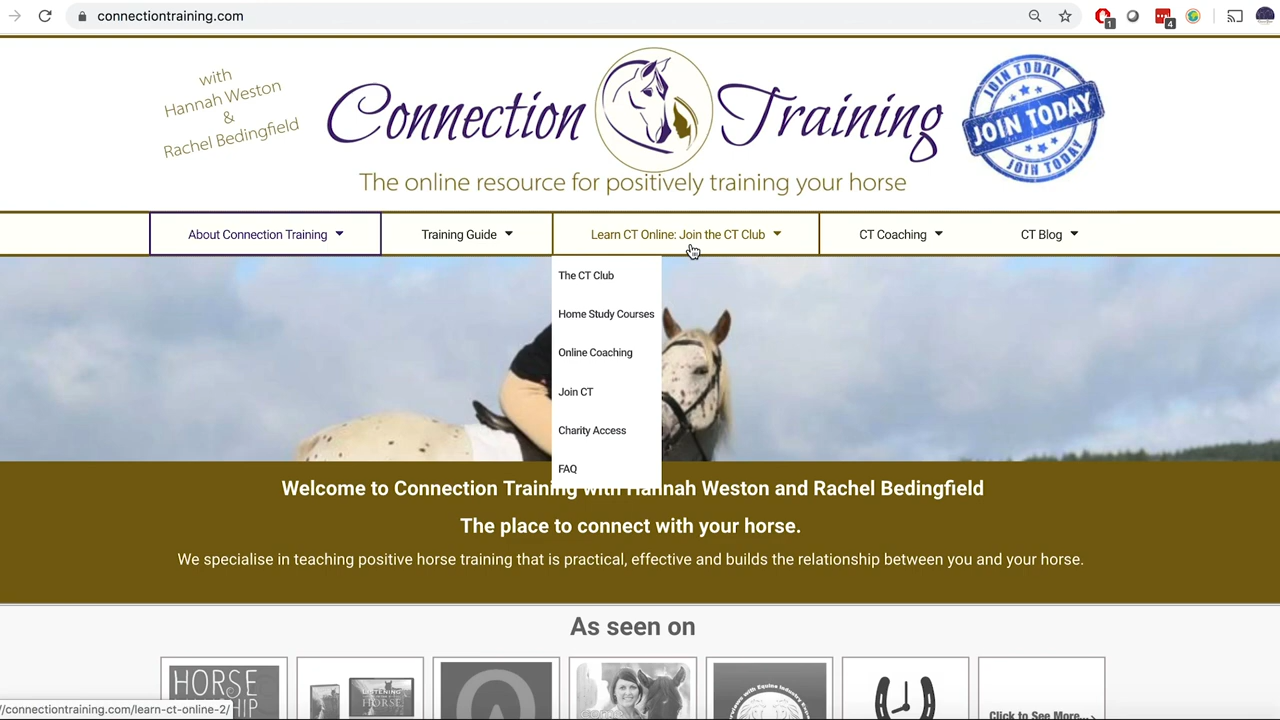 connectiontraining.com
1
4
with
Hannah Weston
&
Rachel Bedingfield
Connection Training
The online resource for positively training your horse
JOIN TODAY
JOIN TODAY
JOIN TODAY
About Connection Training
Training Guide
Learn CT Online: Join the CT Club
CT Coaching
CT Blog
The CT Club
Home Study Courses
Online Coaching
Join CT
Charity Access
FAQ
Welcome to Connection Training with Hannah Weston and Rachel Bedingfield
The place to connect with your horse.
We specialise in teaching positive horse training that is practical, effective and builds the relationship between you and your horse.
As seen on
HORSE
LISTENING
HORSE
Click to See More...
/connectiontraining.com/learn-ct-online-2/